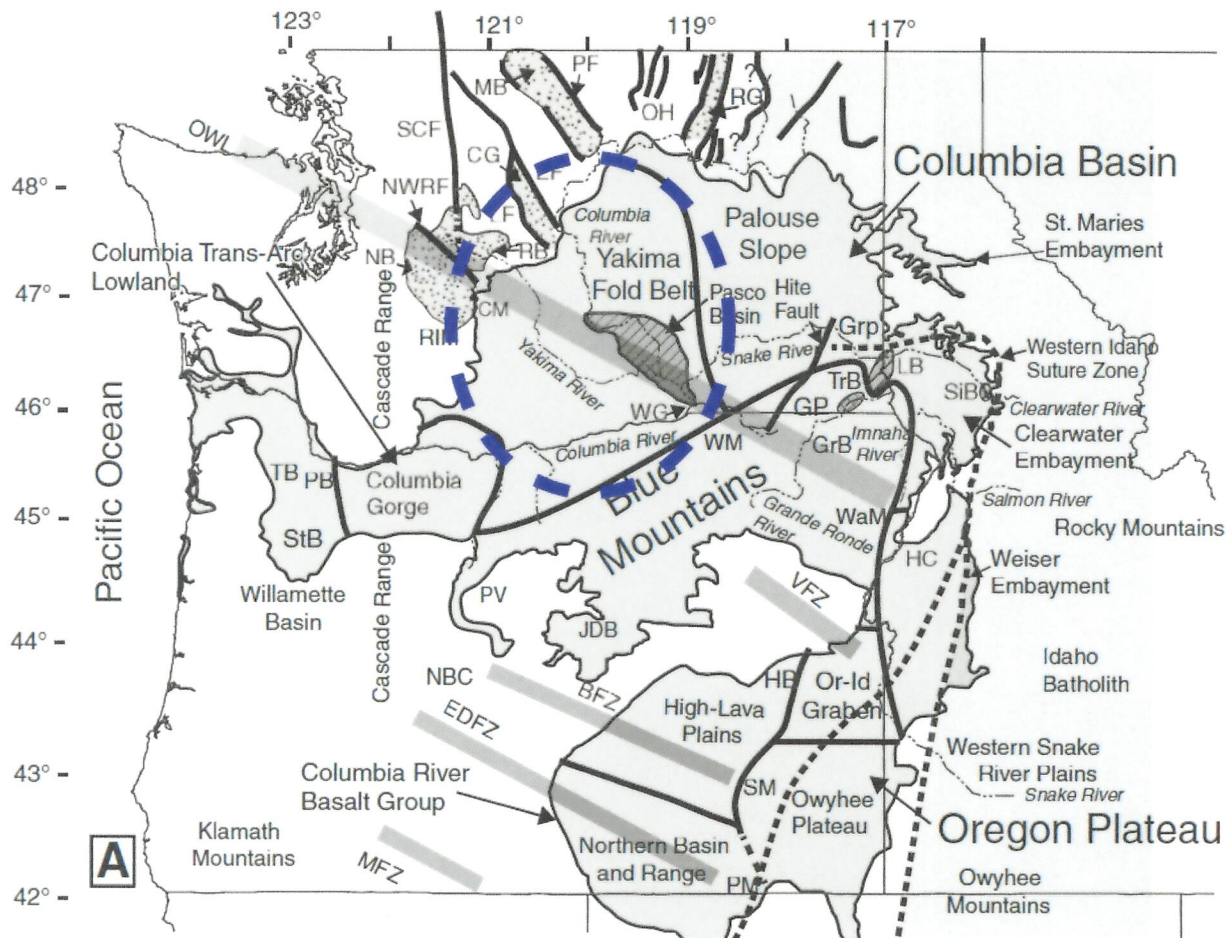 123°
121°
119°
117°
48°
47°
46°
45°
44°
43°
42°
OWL
SCF
MB
PF
OH
RG
CG
NWRF
NB
RB
CM
Columbia Trans-Arc
Lowland
Cascade Range
Columbia
River
Yakima
Fold Belt
Palouse
Slope
Columbia Basin
St. Maries
Embayment
Pasco
Basin
Hite
Fault
Grp
Snake River
Yakima River
Western Idaho
Suture Zone
LB
TrB
SiB
GP
WG
WM
Columbia River
Clearwater River
Clearwater
Embayment
GrB
Imnaha
River
Pacific Ocean
TB
PB
StB
Columbia
Gorge
Blue
Mountains
Grande Ronde
River
WaM
Salmon River
Rocky Mountains
HC
Weiser
Embayment
Willamette
Basin
Cascade Range
PV
JDB
VFZ
NBC
BFZ
EDFZ
HB
High-Lava
Plains
Or-Id
Graben
Idaho
Batholith
Columbia River
Basalt Group
SM
Owyhee
Plateau
Western Snake
River Plains
Snake River
Oregon Plateau
Klamath
Mountains
MFZ
Northern Basin
and Range
PM
Owyhee
Mountains
A